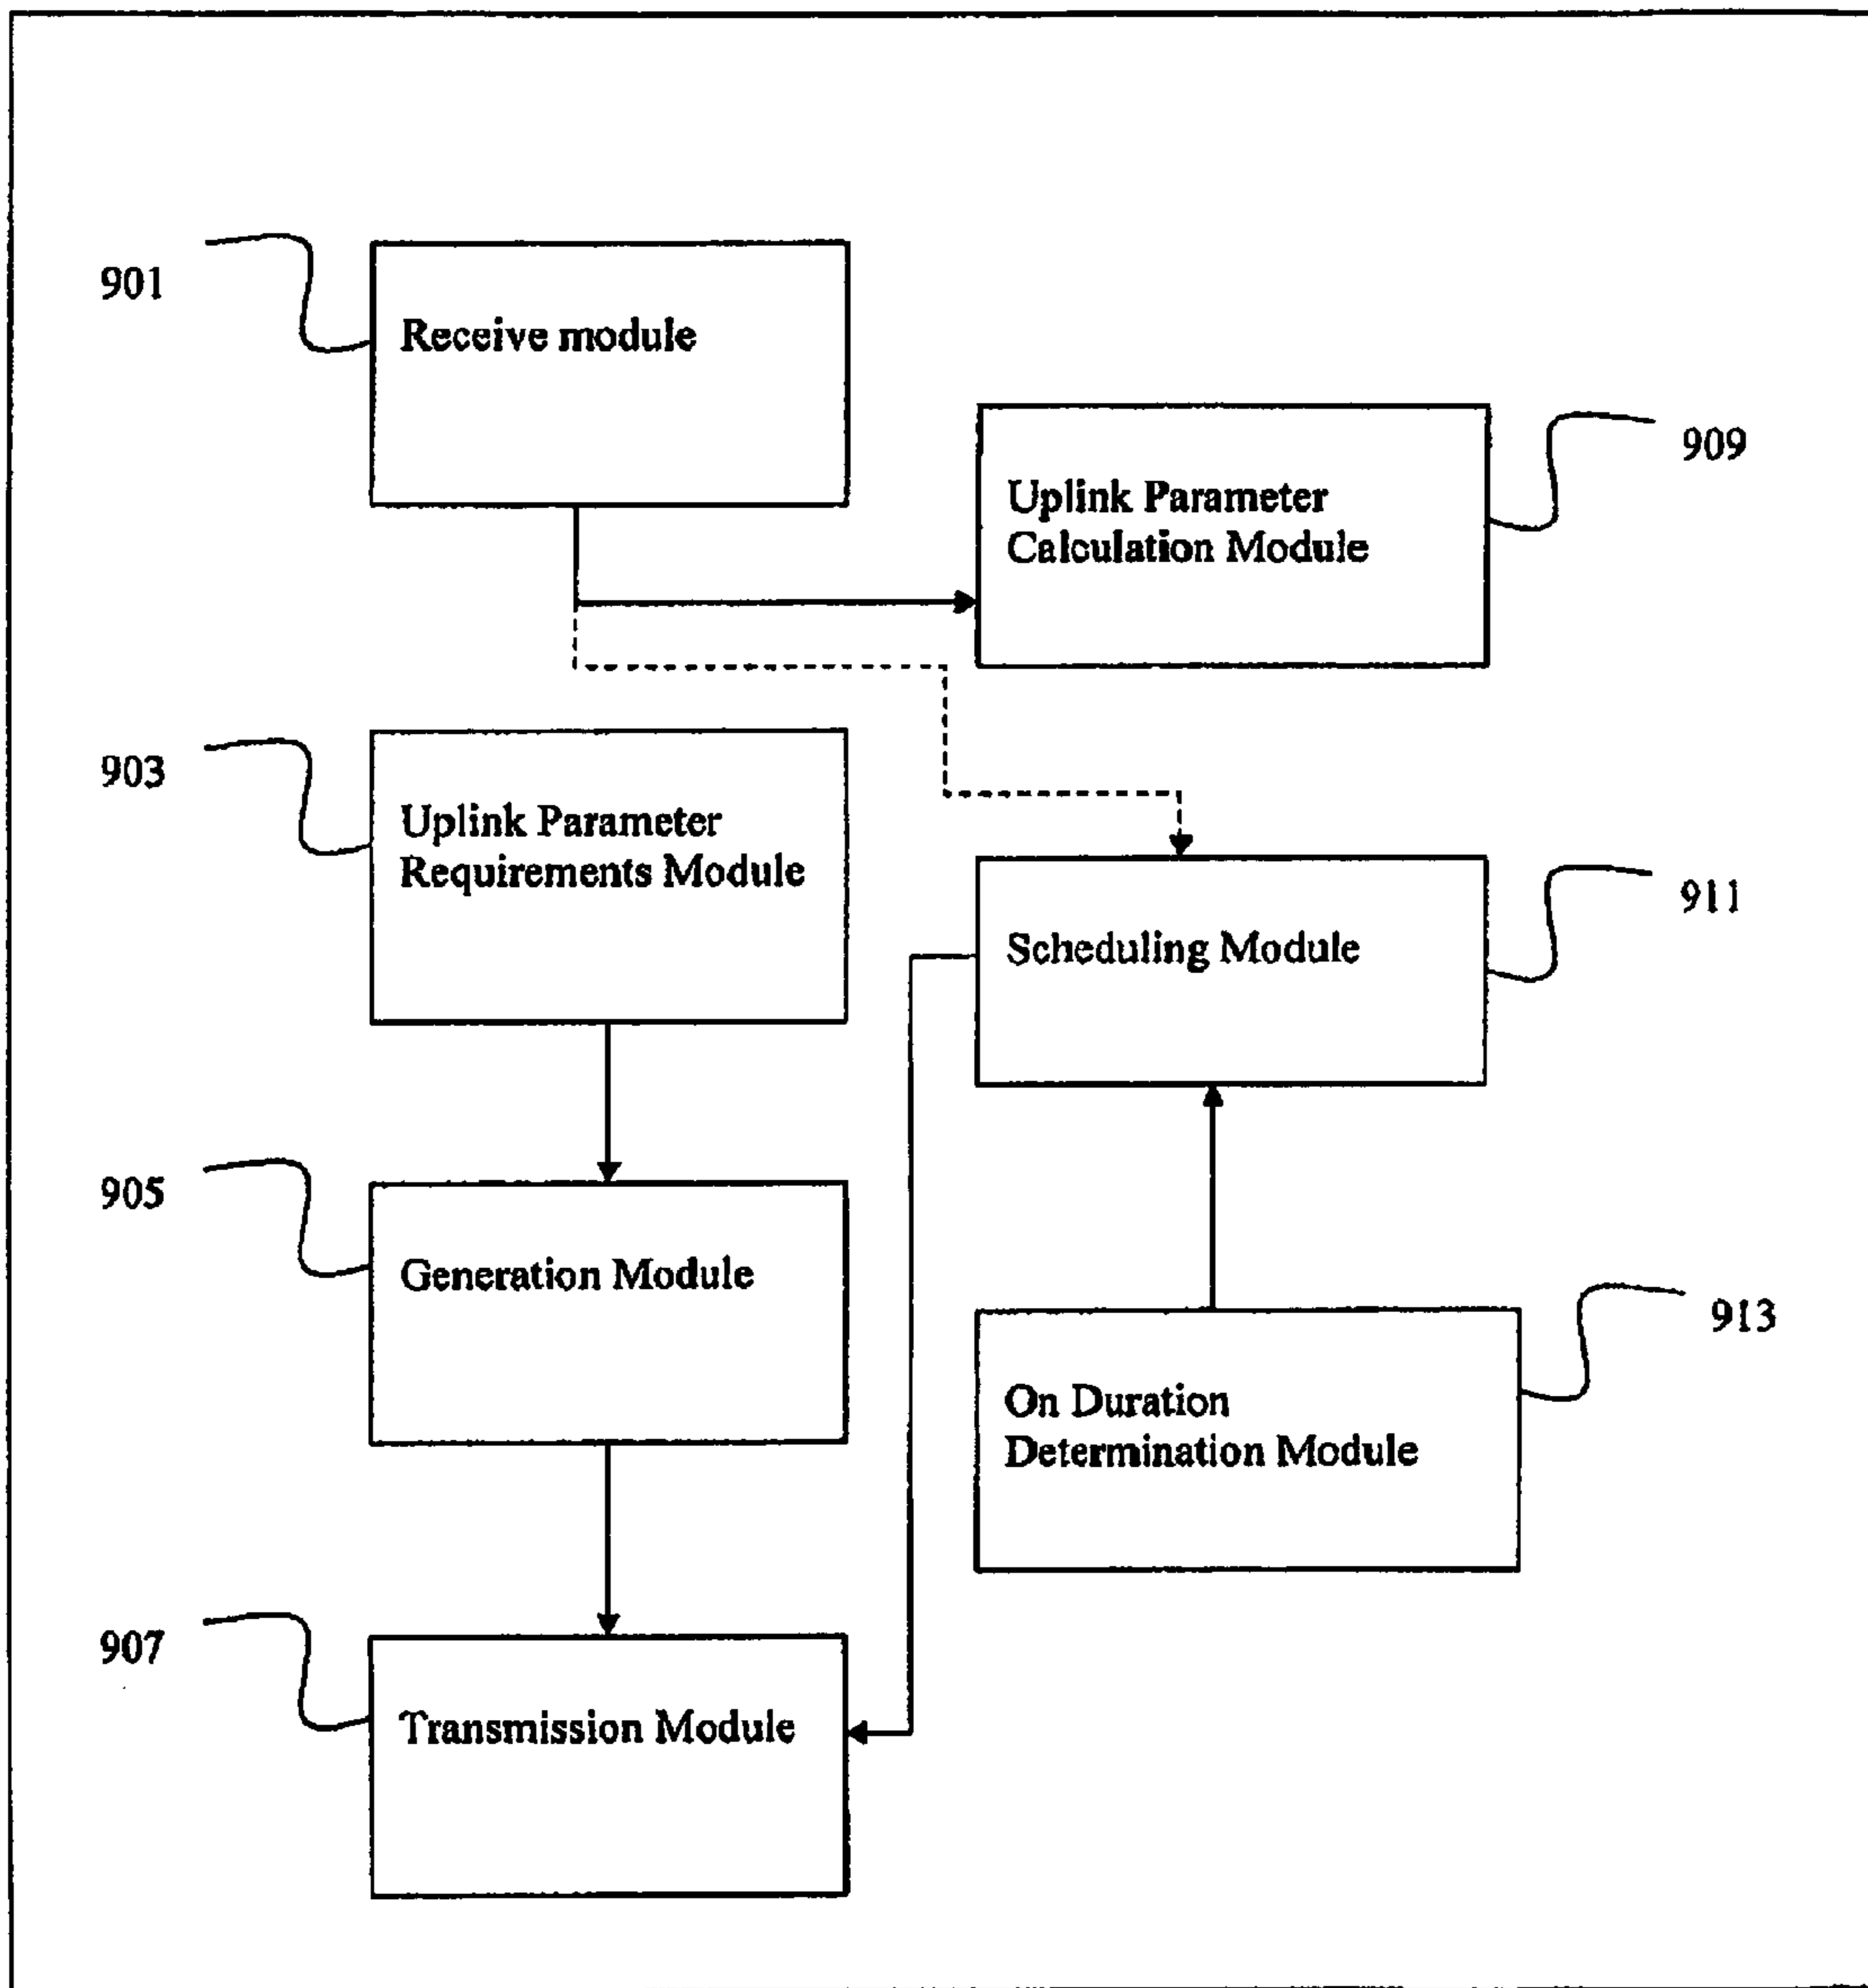 901
Receive module
909
Uplink Parameter
Calculation Module
903
Uplink Parameter
Requirements Module
911
Scheduling Module
905
Generation Module
913
On Duration
Determination Module
907
Transmission Module